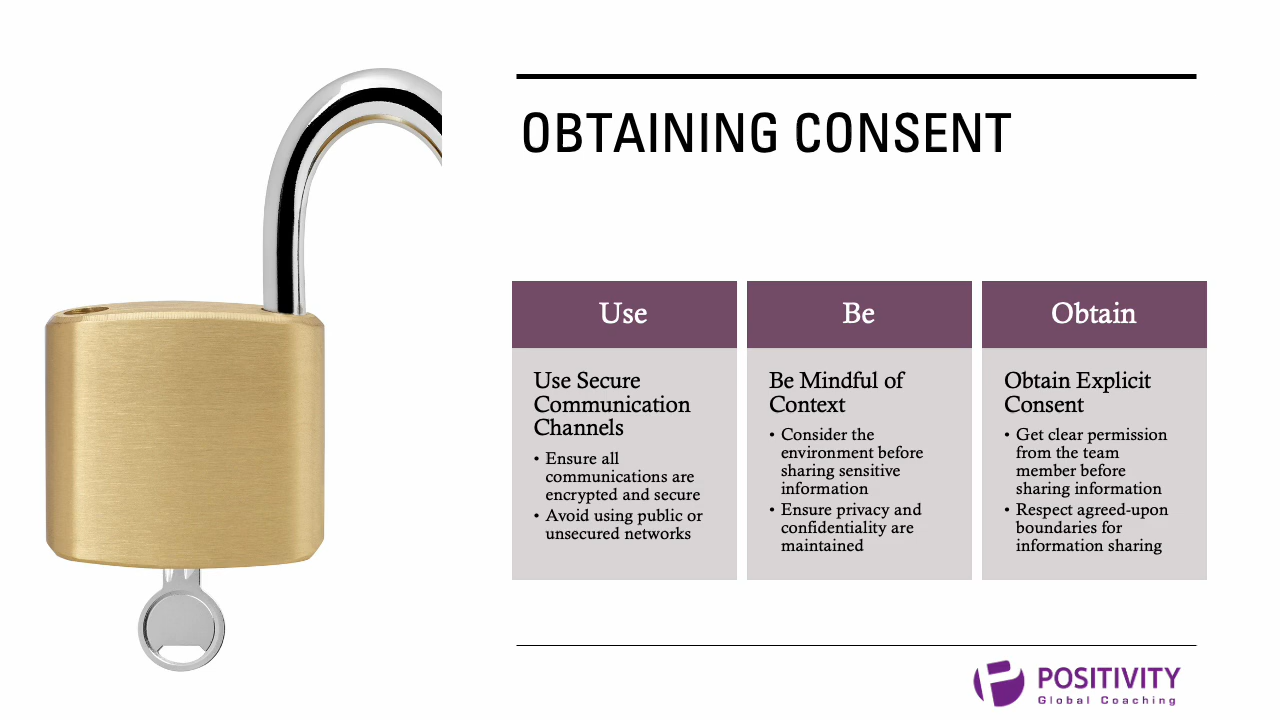 OBTAINING CONSENT
Use
Use Secure
Communication
Channels
• Ensure all
communications are
encrypted and secure
• Avoid using public or
unsecured networks
Be
Be Mindful of
Context
• Consider the
environment before
sharing sensitive
information
• Ensure privacy and
confidentiality are
maintained
Obtain
Obtain Explicit
Consent
• Get clear permission
from the team
member before
sharing information
• Respect agreed-upon
boundaries for
information sharing
POSITIVITY
Global Coaching